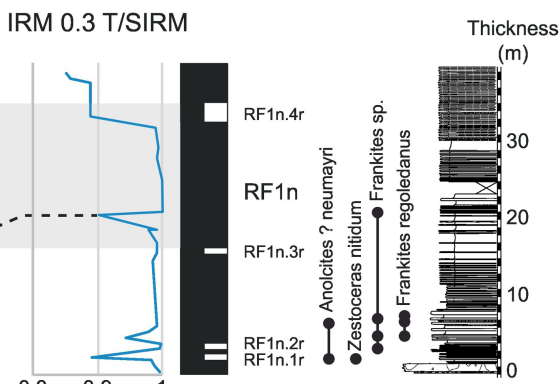 IRM 0.3 T/SIRM
Thickness
(m)
RF1n.4r
RF1n
RF1n.3r
RF1n.2r
RF1n.1r
Anolcites ? neumayri
Zestoceras nitidum
Frankites sp.
Frankites regoledanus
30
20
10
0
1